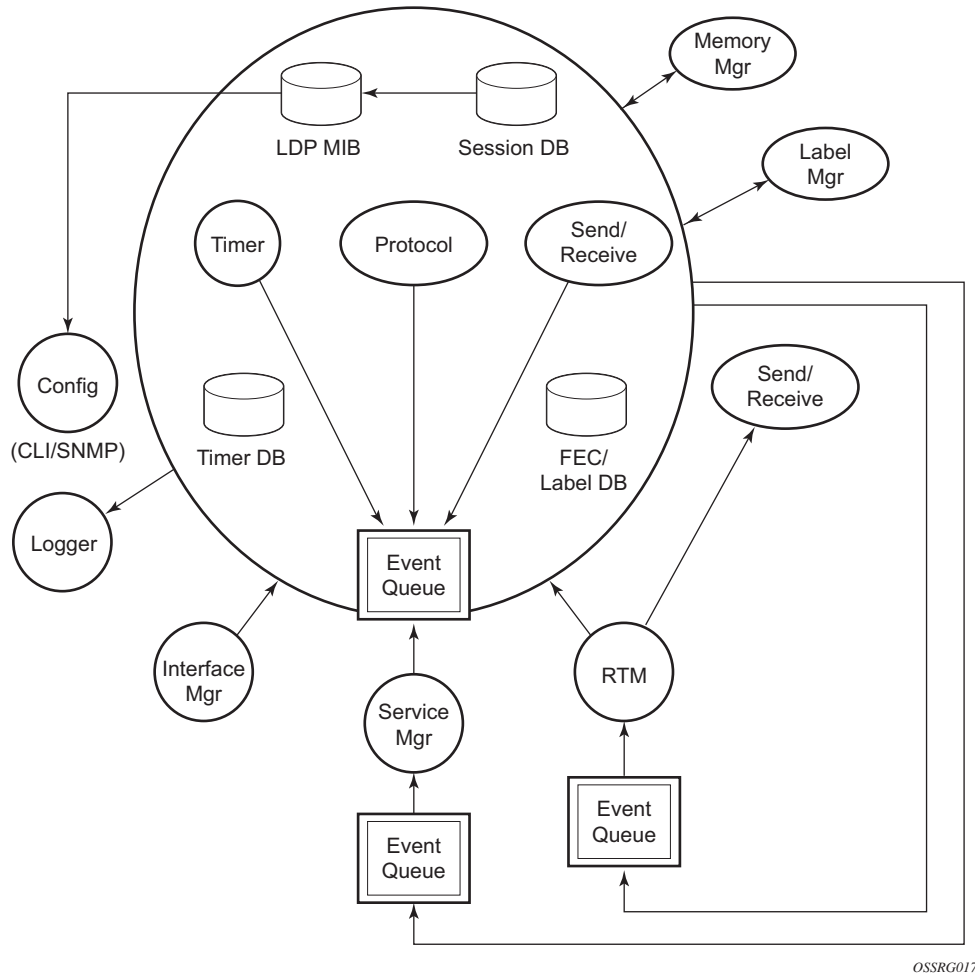 Memory
Mgr
LDP MIB
Session DB
Label
Mgr
Timer
Protocol
Send/
Receive
Config
(CLI/SNMP)
Send/
Receive
Timer DB
FEC/
Label DB
Logger
Event
Queue
Interface
Mgr
RTM
Service
Mgr
Event
Queue
Event
Queue
OSSRG017